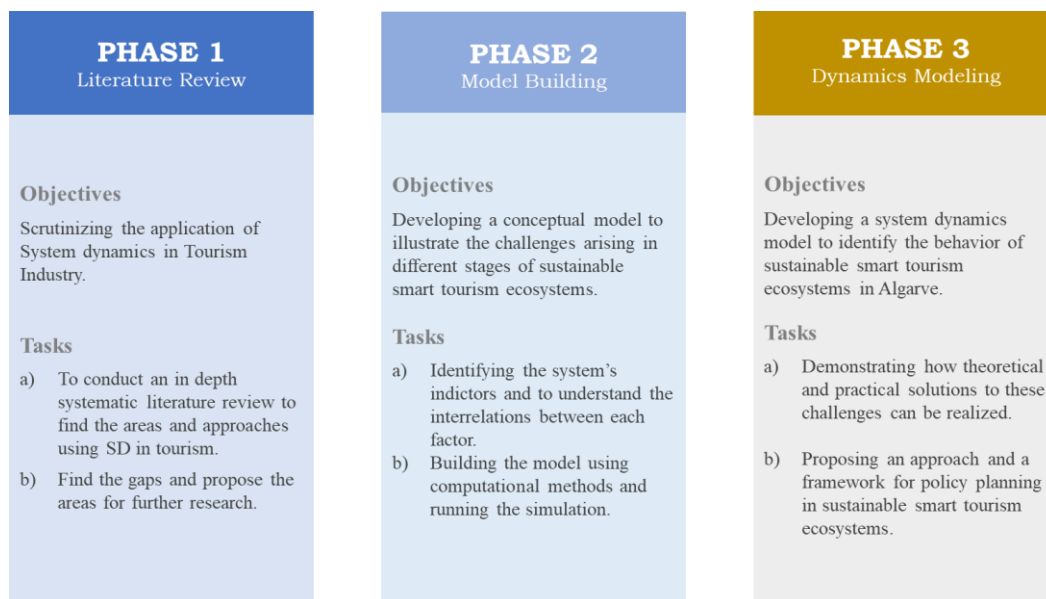 PHASE 1
Literature Review
Objectives
Scrutinizing the application of
System dynamics in Tourism
Industry.
Tasks
a) To conduct an in depth
systematic literature review to
find the areas and approaches
using SD in tourism.
b) Find the gaps and propose the
areas for further research.
PHASE 2
Model Building
Objectives
Developing a conceptual model to
illustrate the challenges arising in
different stages of sustainable
smart tourism ecosystems.
Tasks
a) Identifying the system’s
indictors and to understand the
interrelations between each
factor.
b) Building the model using
computational methods and
running the simulation.
PHASE 3
Dynamics Modeling
Objectives
Developing a system dynamics
model to identify the behavior of
sustainable smart tourism
ecosystems in Algarve.
Tasks
a) Demonstrating how theoretical
and practical solutions to these
challenges can be realized.
b) Proposing an approach and a
framework for policy planning
in sustainable smart tourism
ecosystems.